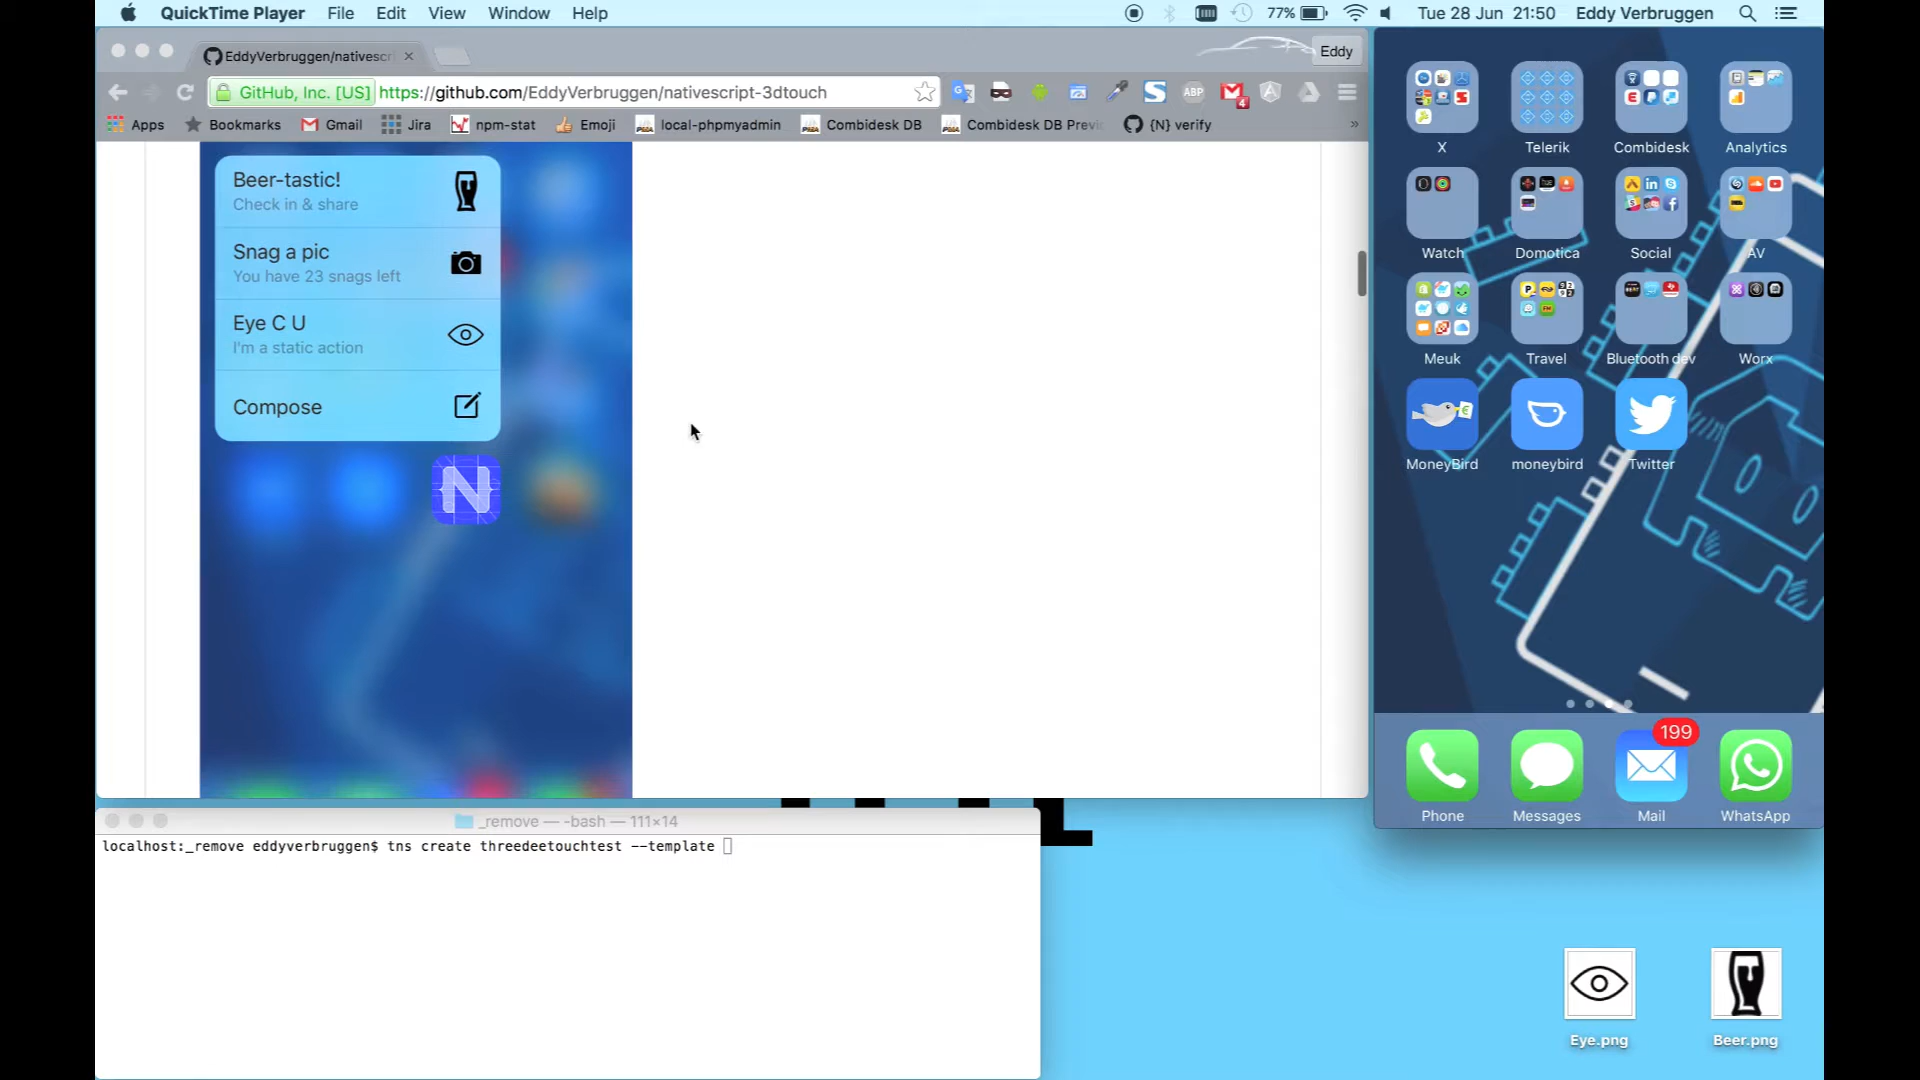 QuickTime Player File Edit View Window Help
77% Tue 28 Jun 21:50 Eddy Verbruggen
EddyVerbruggen/nativescri
Eddy
GitHub, Inc. [US] https://github.com/EddyVerbruggen/nativescript-3dtouch
ABP
4
Apps Bookmarks Gmail Jira npm-stat Emoji local-phpmyadmin Combidesk DB Combidesk DB Previ {N} verify »
Beer-tastic!
Check in & share
Snag a pic
You have 23 snags left
Eye C U
I'm a static action
Compose
N
_remove — -bash — 111×14
localhost:_remove eddyverbruggen$ tns create threedeetouchtest --template
X Telerik Combidesk Analytics
Watch Domotica Social AV
Meuk Travel Bluetooth dev Worx
MoneyBird moneybird Twitter
199
Phone Messages Mail WhatsApp
Eye.png Beer.png